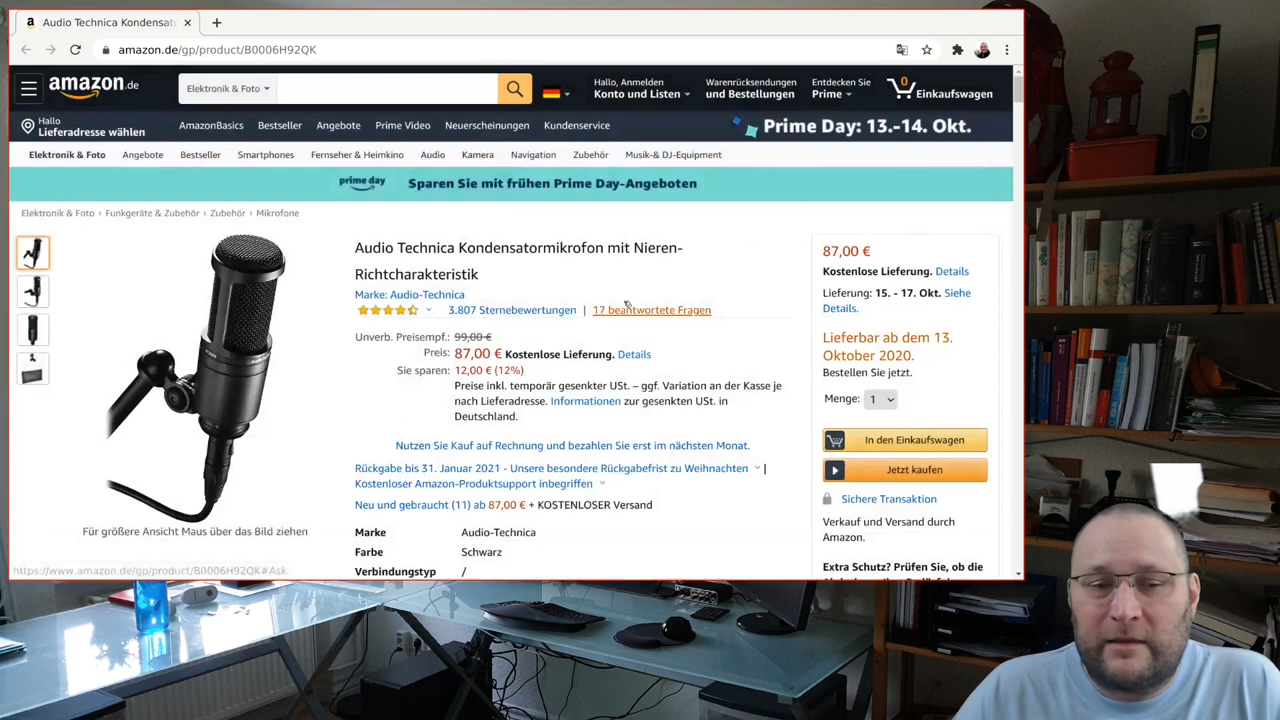 Audio Technica Kondensat
amazon.de/gp/product/B0006H92QK
amazon.de
Elektronik & Foto
Hallo, Anmelden
Konto und Listen
Warenrücksendungen
und Bestellungen
Entdecken Sie
Prime
0
Einkaufswagen
Hallo
Lieferadresse wählen
AmazonBasics Bestseller Angebote Prime Video Neuerscheinungen Kundenservice
Prime Day: 13.-14. Okt.
Elektronik & Foto Angebote Bestseller Smartphones Fernseher & Heimkino Audio Kamera Navigation Zubehör Musik-& DJ-Equipment
prime day Sparen Sie mit frühen Prime Day-Angeboten
Elektronik & Foto › Funkgeräte & Zubehör › Zubehör › Mikrofone
Audio Technica Kondensatormikrofon mit Nieren-
Richtcharakteristik
Marke: Audio-Technica
3.807 Sternebewertungen | 17 beantwortete Fragen
Unverb. Preisempf.: 99,00 €
Preis: 87,00 € Kostenlose Lieferung. Details
Sie sparen: 12,00 € (12%)
Preise inkl. temporär gesenkter USt. – ggf. Variation an der Kasse je
nach Lieferadresse. Informationen zur gesenkten USt. in
Deutschland.
Nutzen Sie Kauf auf Rechnung und bezahlen Sie erst im nächsten Monat.
Rückgabe bis 31. Januar 2021 - Unsere besondere Rückgabefrist zu Weihnachten |
Kostenloser Amazon-Produktsupport inbegriffen
Neu und gebraucht (11) ab 87,00 € + KOSTENLOSER Versand
Marke Audio-Technica
Farbe Schwarz
Verbindungstyp /
Für größere Ansicht Maus über das Bild ziehen
https://www.amazon.de/gp/product/B0006H92QK#Ask
87,00 €
Kostenlose Lieferung. Details
Lieferung: 15. - 17. Okt. Siehe
Details.
Lieferbar ab dem 13.
Oktober 2020.
Bestellen Sie jetzt.
Menge: 1
In den Einkaufswagen
Jetzt kaufen
Sichere Transaktion
Verkauf und Versand durch
Amazon.
Extra Schutz? Prüfen Sie, ob die